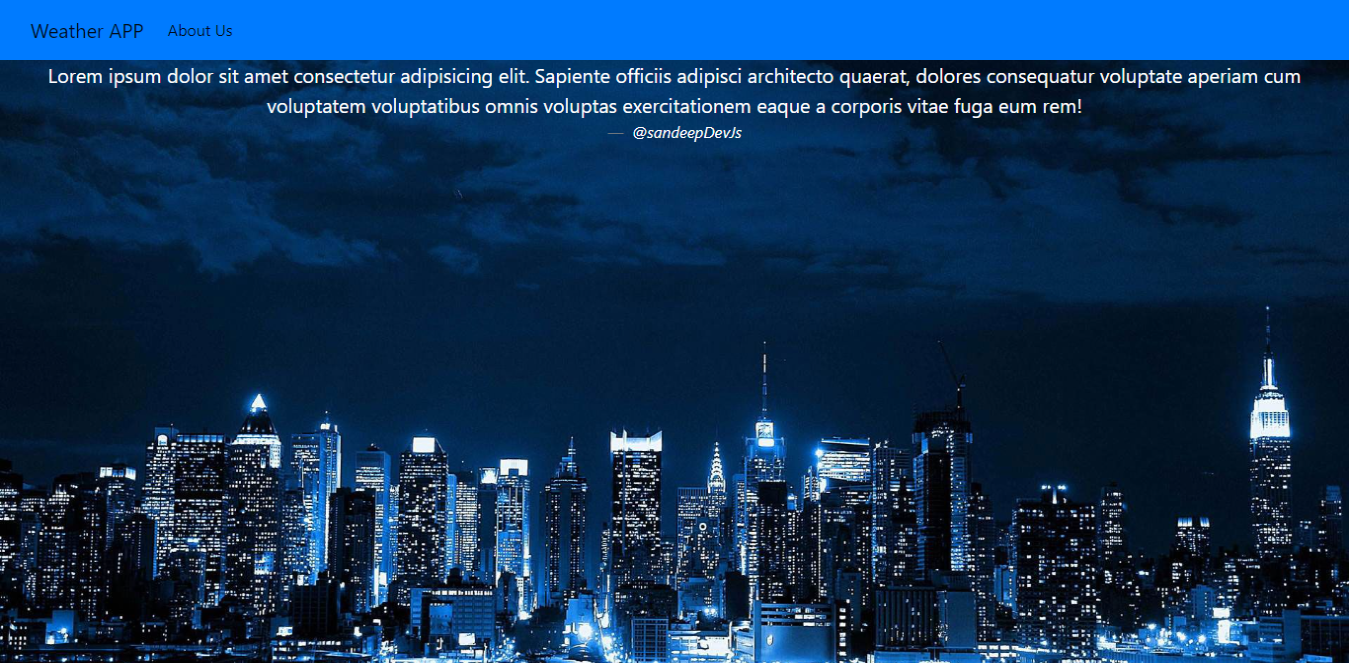 Weather APP About Us
Lorem ipsum dolor sit amet consectetur adipisicing elit. Sapiente officiis adipisci architecto quaerat, dolores consequatur voluptate aperiam cum
voluptatem voluptatibus omnis voluptas exercitationem eaque a corporis vitae fuga eum rem!
— @sandeepDevJs